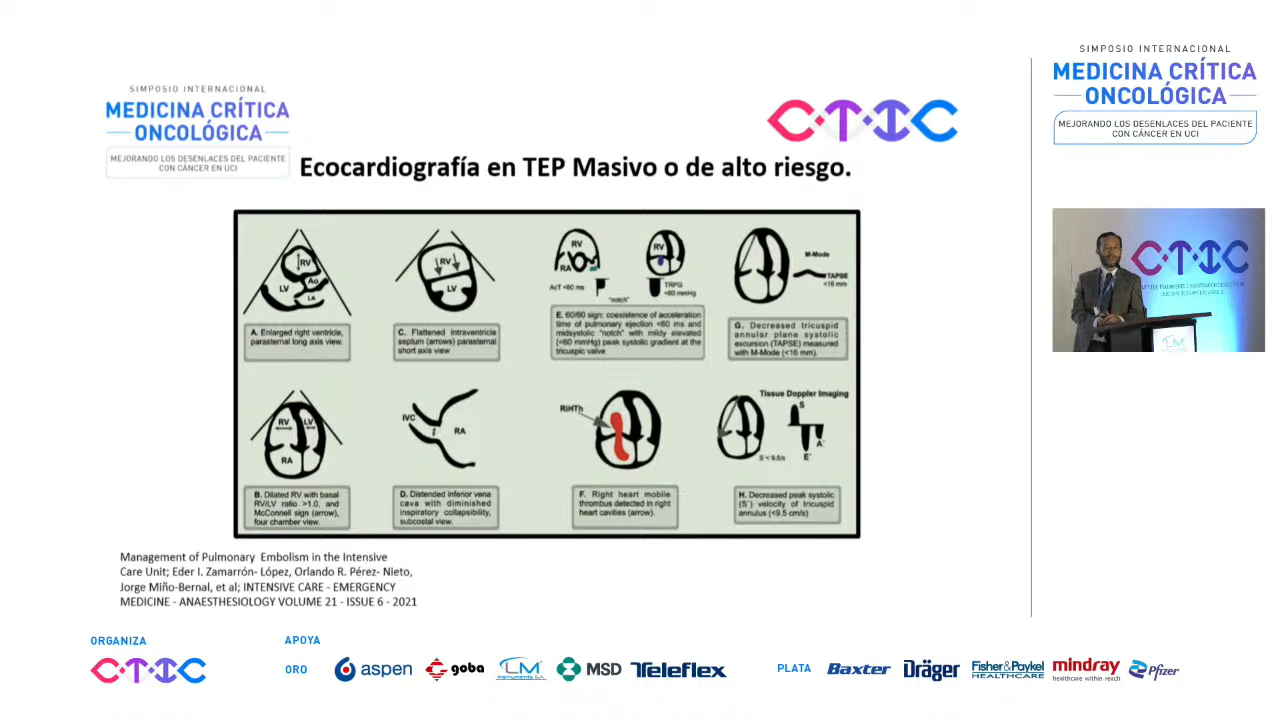 SIMPOSIO INTERNACIONAL
MEDICINA CRÍTICA
ONCOLÓGICA
MEJORANDO LOS DESENLACES DEL PACIENTE
CON CÁNCER EN UCI
CTIC
Ecocardiografía en TEP Masivo o de alto riesgo.
RV
LV
Ao
LA
A. Enlarged right ventricle,
parasternal long axis view.
RV
LV
C. Flattened Intraventricle
septum (arrows) parasternal
short axis view
RV
RA
AcT <60 ms
"notch"
RV
TRPG
<60 mmHg
E. 60/60 sign: coexistence of acceleration
time of pulmonary ejection <60 ms and
midsystolic "notch" with mildy elevated
(<60 mmHg) peak systolic gradient at the
tricuspic valve
M-Mode
TAPSE
<16 mm
G. Decreased tricuspid
annular plane systolic
excursion (TAPSE) measured
with M-Mode (<16 mm).
RV
LV
RA
B. Dilated RV with basal
RV/LV ratio >1.0, and
McConnell sign (arrow),
four chamber view.
IVC
RA
D. Distended inferior vena
cava with diminished
inspiratory collapsibility,
subcostal view.
RiHTh
F. Right heart mobile
thrombus detected in right
heart cavities (arrow).
Tissue Doppler Imaging
S
A'
E'
S'< 9.5/s
H. Decreased peak systolic
(S') velocity of tricuspid
annulus (<9.5 cm/s)
Management of Pulmonary Embolism in the Intensive
Care Unit; Eder I. Zamarrón- López, Orlando R. Pérez- Nieto,
Jorge Miño-Bernal, et al; INTENSIVE CARE - EMERGENCY
MEDICINE - ANAESTHESIOLOGY VOLUME 21 - ISSUE 6 - 2021
SIMPOSIO INTERNACIONAL
MEDICINA CRÍTICA
ONCOLÓGICA
MEJORANDO LOS DESENLACES DEL PACIENTE
CON CÁNCER EN UCI
CTIC
LM
ORGANIZA
CTIC
APOYA
ORO
aspen
goba
LM
Instruments S.A.
MSD
Teleflex
PLATA
Baxter
Dräger
Fisher & Paykel
HEALTHCARE
mindray
healthcare within reach
Pfizer